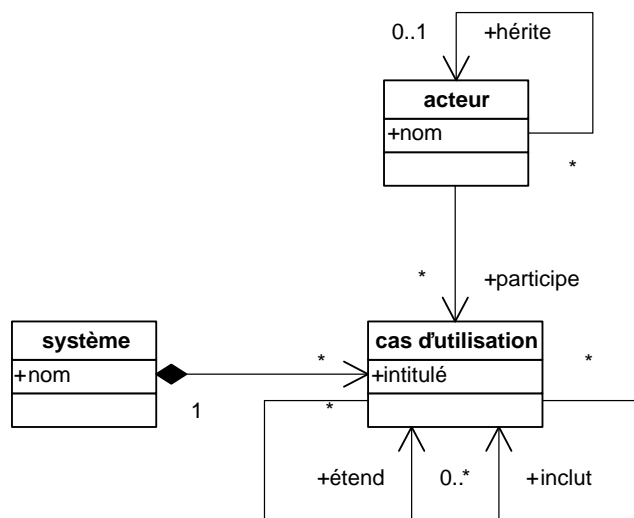 0..1 +hérite
acteur
+nom
*
* +participe
système
+nom
1
*
cas d'utilisation
+intitulé
*
*
+étend 0..* +inclut